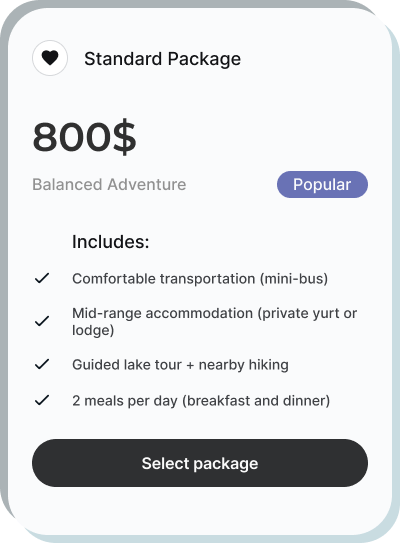 Standard Package
800$
Balanced Adventure
Popular
Includes:
Comfortable transportation (mini-bus)
Mid-range accommodation (private yurt or
lodge)
Guided lake tour + nearby hiking
2 meals per day (breakfast and dinner)
Select package